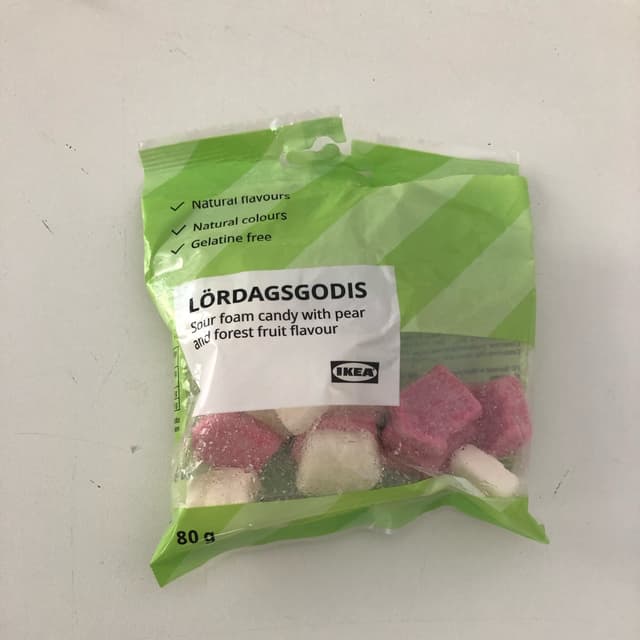 ✓ Natural flavours
✓ Natural colours
✓ Gelatine free
LÖRDAGSGODIS
Sour foam candy with pear
and forest fruit flavour
IKEA
80 g